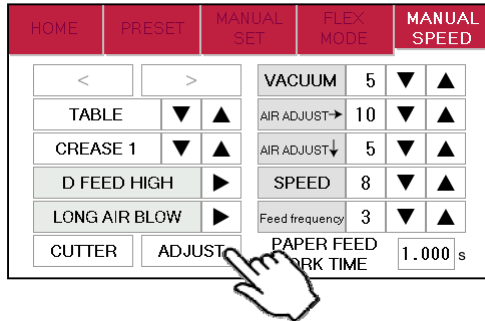 HOME PRESET MANUAL SET FLEX MODE MANUAL SPEED
< > VACUUM 5 ▼ ▲
TABLE ▼ ▲ AIR ADJUST→ 10 ▼ ▲
CREASE 1 ▼ ▲ AIR ADJUST↓ 5 ▼ ▲
D FEED HIGH ▶ SPEED 8 ▼ ▲
LONG AIR BLOW ▶ Feed frequency 3 ▼ ▲
CUTTER ADJUST PAPER FEED
TIME 1.000 s